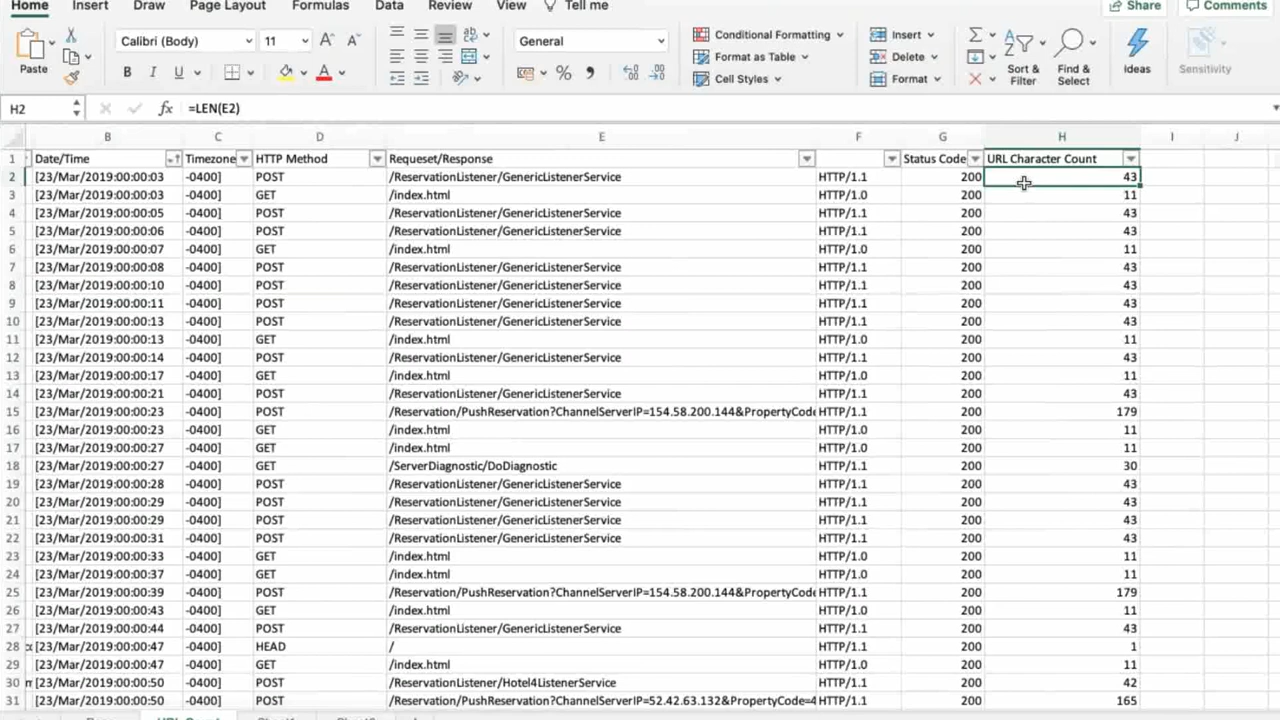 Home Insert Draw Page Layout Formulas Data Review View Tell me Share Comments
Paste Calibri (Body) 11 General Conditional Formatting Insert
B I U Format as Table Delete Sort & Filter Find & Select Ideas Sensitivity
Cell Styles Format
H2 fx =LEN(E2)
B C D E F G H I J
1 Date/Time Timezone HTTP Method Requeset/Response Status Code URL Character Count
2 [23/Mar/2019:00:00:03 -0400] POST /ReservationListener/GenericListenerService HTTP/1.1 200 43
3 [23/Mar/2019:00:00:03 -0400] GET /index.html HTTP/1.0 200 11
4 [23/Mar/2019:00:00:05 -0400] POST /ReservationListener/GenericListenerService HTTP/1.1 200 43
5 [23/Mar/2019:00:00:06 -0400] POST /ReservationListener/GenericListenerService HTTP/1.1 200 43
6 [23/Mar/2019:00:00:07 -0400] GET /index.html HTTP/1.0 200 11
7 [23/Mar/2019:00:00:08 -0400] POST /ReservationListener/GenericListenerService HTTP/1.1 200 43
8 [23/Mar/2019:00:00:10 -0400] POST /ReservationListener/GenericListenerService HTTP/1.1 200 43
9 [23/Mar/2019:00:00:11 -0400] POST /ReservationListener/GenericListenerService HTTP/1.1 200 43
10 [23/Mar/2019:00:00:13 -0400] POST /ReservationListener/GenericListenerService HTTP/1.1 200 43
11 [23/Mar/2019:00:00:13 -0400] GET /index.html HTTP/1.0 200 11
12 [23/Mar/2019:00:00:14 -0400] POST /ReservationListener/GenericListenerService HTTP/1.1 200 43
13 [23/Mar/2019:00:00:17 -0400] GET /index.html HTTP/1.0 200 11
14 [23/Mar/2019:00:00:21 -0400] POST /ReservationListener/GenericListenerService HTTP/1.1 200 43
15 [23/Mar/2019:00:00:23 -0400] POST /Reservation/PushReservation?ChannelServerIP=154.58.200.144&PropertyCode HTTP/1.1 200 179
16 [23/Mar/2019:00:00:23 -0400] GET /index.html HTTP/1.0 200 11
17 [23/Mar/2019:00:00:27 -0400] GET /index.html HTTP/1.0 200 11
18 [23/Mar/2019:00:00:27 -0400] GET /ServerDiagnostic/DoDiagnostic HTTP/1.1 200 30
19 [23/Mar/2019:00:00:28 -0400] POST /ReservationListener/GenericListenerService HTTP/1.1 200 43
20 [23/Mar/2019:00:00:29 -0400] POST /ReservationListener/GenericListenerService HTTP/1.1 200 43
21 [23/Mar/2019:00:00:29 -0400] POST /ReservationListener/GenericListenerService HTTP/1.1 200 43
22 [23/Mar/2019:00:00:31 -0400] POST /ReservationListener/GenericListenerService HTTP/1.1 200 43
23 [23/Mar/2019:00:00:33 -0400] GET /index.html HTTP/1.0 200 11
24 [23/Mar/2019:00:00:37 -0400] GET /index.html HTTP/1.0 200 11
25 [23/Mar/2019:00:00:39 -0400] POST /Reservation/PushReservation?ChannelServerIP=154.58.200.144&PropertyCode HTTP/1.1 200 179
26 [23/Mar/2019:00:00:43 -0400] GET /index.html HTTP/1.0 200 11
27 [23/Mar/2019:00:00:44 -0400] POST /ReservationListener/GenericListenerService HTTP/1.1 200 43
28 [23/Mar/2019:00:00:47 -0400] HEAD / HTTP/1.1 200 1
29 [23/Mar/2019:00:00:47 -0400] GET /index.html HTTP/1.0 200 11
30 [23/Mar/2019:00:00:50 -0400] POST /ReservationListener/Hotel4ListenerService HTTP/1.1 200 42
31 [23/Mar/2019:00:00:50 -0400] POST /Reservation/PushReservation?ChannelServerIP=52.42.63.132&PropertyCode=4 HTTP/1.1 200 165